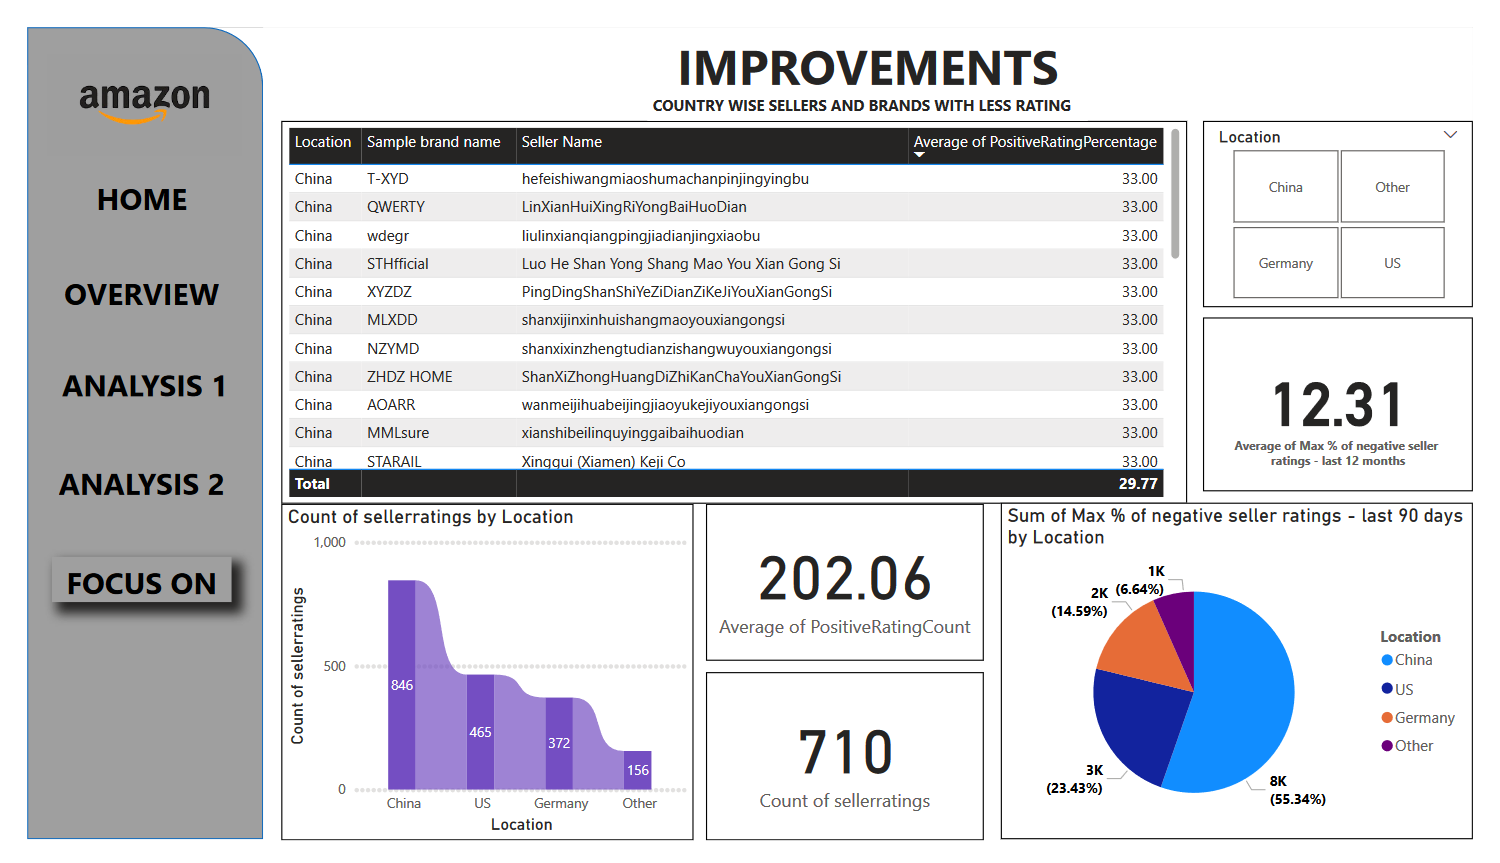 amazon
HOME
OVERVIEW
ANALYSIS 1
ANALYSIS 2
FOCUS ON
IMPROVEMENTS
COUNTRY WISE SELLERS AND BRANDS WITH LESS RATING
Location Sample brand name Seller Name Average of PositiveRatingPercentage
China T-XYD hefeishiwangmiaoshumachanpinjingyingbu 33.00
China QWERTY LinXianHuiXingRiYongBaiHuoDian 33.00
China wdegr liulinxianqiangpingjiadianjingxiaobu 33.00
China STHfficial Luo He Shan Yong Shang Mao You Xian Gong Si 33.00
China XYZDZ PingDingShanShiYeZiDianZiKeJiYouXianGongSi 33.00
China MLXDD shanxijinxinhuishangmaoyouxiangongsi 33.00
China NZYMD shanxixinzhengtudianzishangwuyouxiangongsi 33.00
China ZHDZ HOME ShanXiZhongHuangDiZhiKanChaYouXianGongSi 33.00
China AOARR wanmeijihuabeijingjiaoyukejiyouxiangongsi 33.00
China MMLsure xianshibeilinquyinggaibaihuodian 33.00
China STARAIL Xinggui (Xiamen) Keji Co 33.00
Total 29.77
Location
China Other
Germany US
12.31
Average of Max % of negative seller
ratings - last 12 months
Count of sellerratings by Location
Count of sellerratings
1,000
500
0
846
465
372
156
China US Germany Other
Location
202.06
Average of PositiveRatingCount
710
Count of sellerratings
Sum of Max % of negative seller ratings - last 90 days
by Location
1K
(6.64%)
2K
(14.59%)
3K
(23.43%)
8K
(55.34%)
Location
China
US
Germany
Other